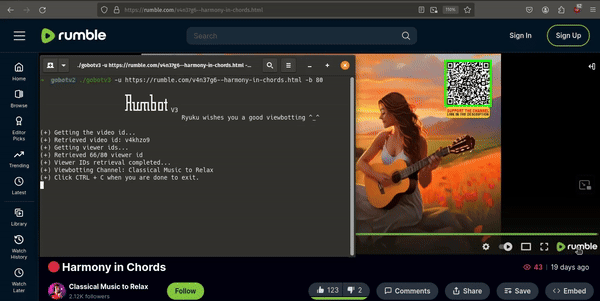 https://rumble.com/v4n37g6--harmony-in-chords.html
110%
rumble
Search
Sign In
Sign Up
Home
Browse
Editor
Picks
Trending
Latest
Library
Watch
History
Watch
Later
./gobotv3 -u https://rumble.com/v4n37g6--harmony-in-chords.html -...
gobotv2 ./gobotv3 -u https://rumble.com/v4n37g6--harmony-in-chords.html -b 80
Rumbot V3
Ryuku wishes you a good viewbotting ^_^
(+) Getting the video id...
(+) Retrieved video id: v4khzo9
(+) Getting viewer ids...
(+) Retrieved 66/80 viewer id
(+) Viewer IDs retrieval completed...
(+) Viewbotting Channel: Classical Music to Relax
(+) Click CTRL + C when you are done to exit.
SUPPORT THE CHANNEL
LINK IN THE DESCRIPTION
rumble
Harmony in Chords
43 | 19 days ago
Classical Music to Relax
2.12K followers
Follow
123
2
Comments
Share
Save
Embed